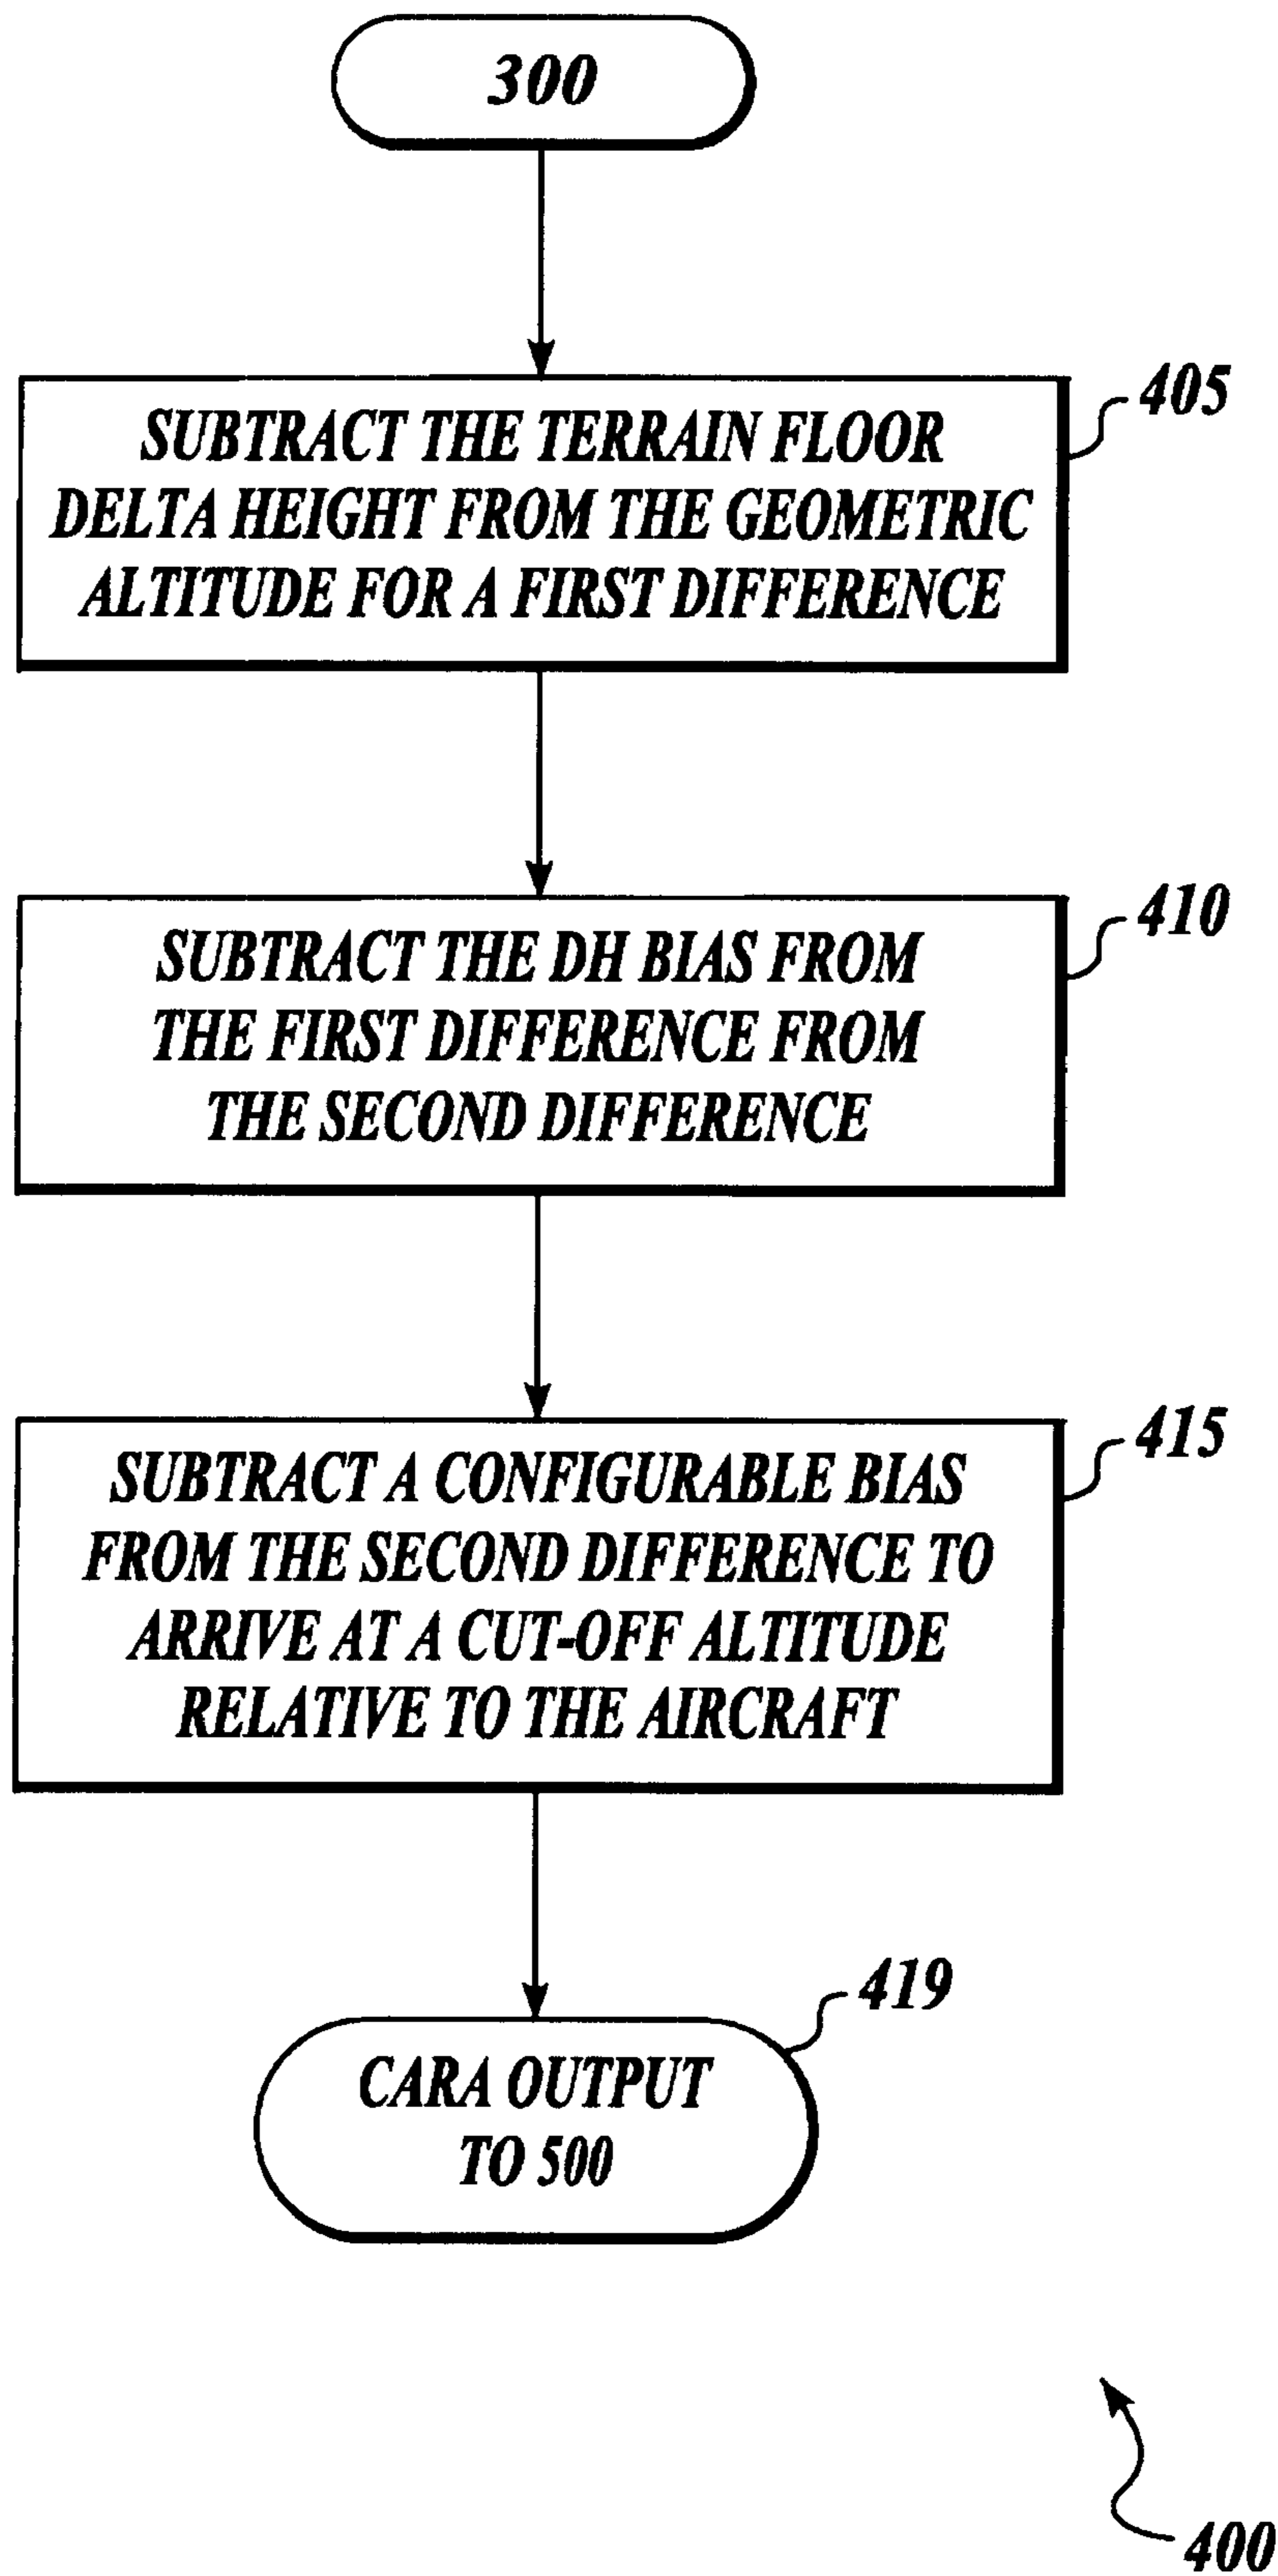 300
405
SUBTRACT THE TERRAIN FLOOR
DELTA HEIGHT FROM THE GEOMETRIC
ALTITUDE FOR A FIRST DIFFERENCE
410
SUBTRACT THE DH BIAS FROM
THE FIRST DIFFERENCE FROM
THE SECOND DIFFERENCE
415
SUBTRACT A CONFIGURABLE BIAS
FROM THE SECOND DIFFERENCE TO
ARRIVE AT A CUT-OFF ALTITUDE
RELATIVE TO THE AIRCRAFT
419
CARA OUTPUT
TO 500
400